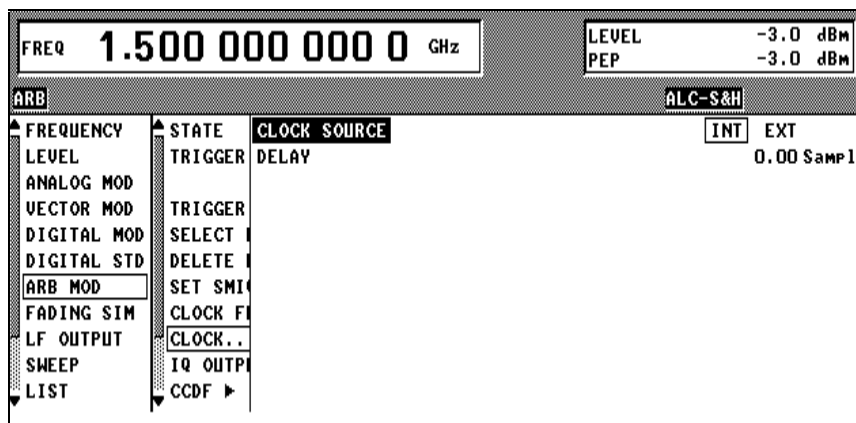 FREQ 1.500 000 000 0 GHz
LEVEL -3.0 dBm
PEP -3.0 dBm
ARB
ALC-S&H
FREQUENCY
LEVEL
ANALOG MOD
VECTOR MOD
DIGITAL MOD
DIGITAL STD
ARB MOD
FADING SIM
LF OUTPUT
SWEEP
LIST
STATE
TRIGGER
TRIGGER
SELECT
DELETE
SET SMI
CLOCK F
CLOCK..
IQ OUTP
CCDF ▶
CLOCK SOURCE INT EXT
DELAY 0.00 Sampl